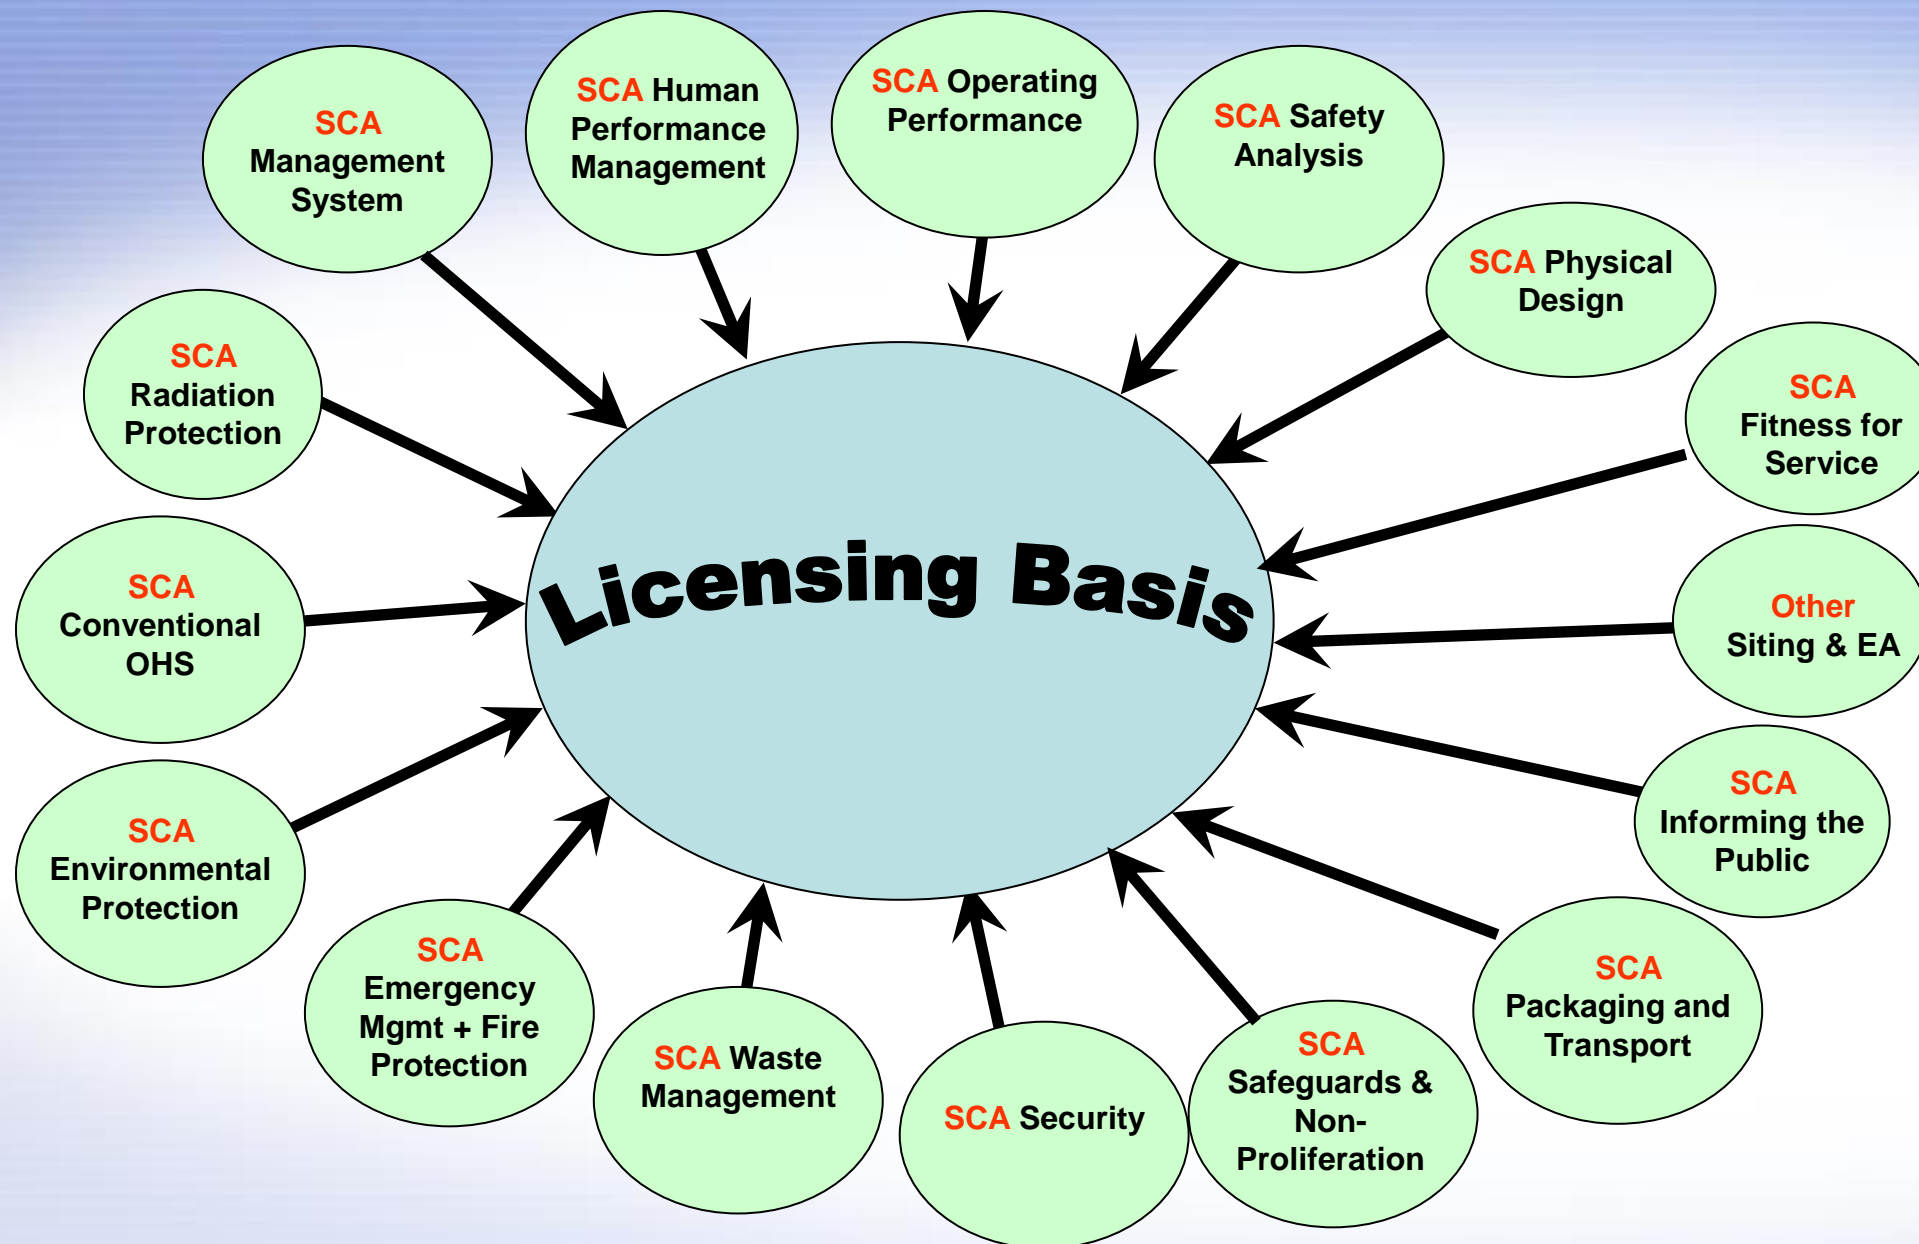 SCA
Management
System
SCA Human
Performance
Management
SCA Operating
Performance
SCA Safety
Analysis
SCA Physical
Design
SCA
Fitness for
Service
Other
Siting & EA
SCA
Informing the
Public
SCA
Packaging and
Transport
SCA
Safeguards &
Non-
Proliferation
SCA Security
SCA Waste
Management
SCA
Emergency
Mgmt + Fire
Protection
SCA
Environmental
Protection
SCA
Conventional
OHS
SCA
Radiation
Protection
Licensing Basis